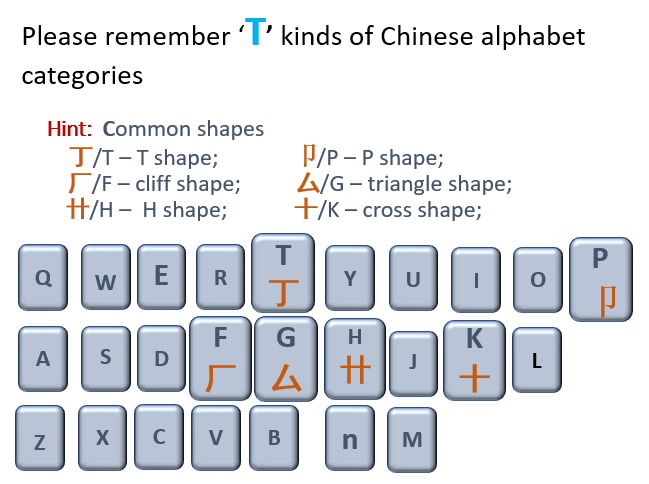 Please remember ‘T’ kinds of Chinese alphabet
categories
Hint: Common shapes
丁/T – T shape; 卩/P – P shape;
厂/F – cliff shape; 厶/G – triangle shape;
卄/H – H shape; 十/K – cross shape;
Q W E R T 丁 Y U I O P 卩
A S D F 厂 G 厶 H 卄 J K 十 L
Z X C V B n M